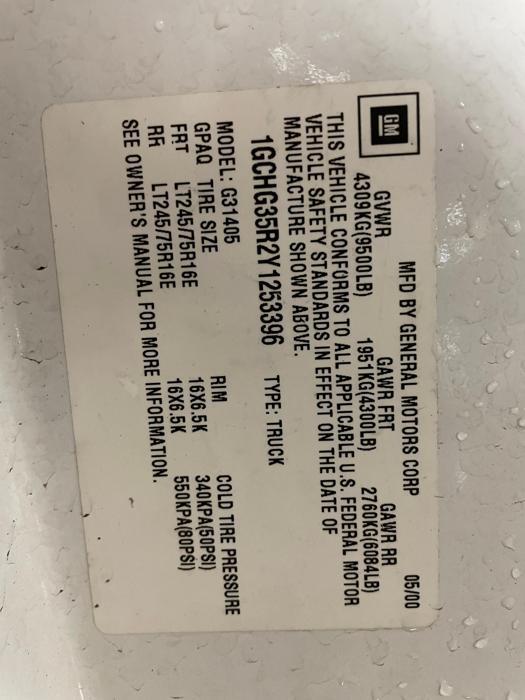 GM
MFD BY GENERAL MOTORS CORP 05/00
GVWR GAWR FRT GAWR RR
4309KG(9500LB) 1951KG(4300LB) 2760KG(6084LB)
THIS VEHICLE CONFORMS TO ALL APPLICABLE U.S. FEDERAL MOTOR
VEHICLE SAFETY STANDARDS IN EFFECT ON THE DATE OF
MANUFACTURE SHOWN ABOVE.
1GCHG35R2Y1253396 TYPE: TRUCK
MODEL: G31405
GPAQ TIRE SIZE RIM COLD TIRE PRESSURE
FRT LT245/75R16E 16X6.5K 340KPA(50PSI)
RR LT245/75R16E 16X6.5K 550KPA(80PSI)
SEE OWNER'S MANUAL FOR MORE INFORMATION.